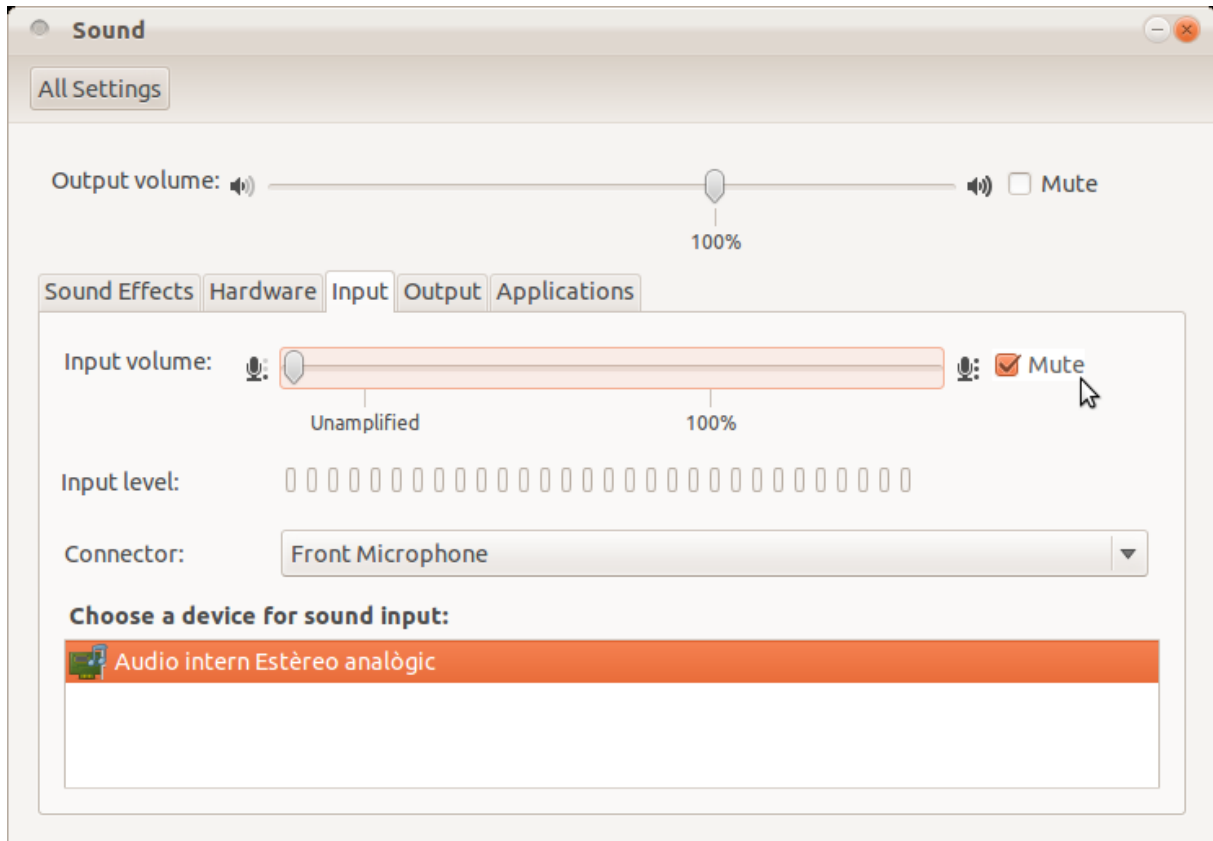 Sound
All Settings
Output volume: Mute
100%
Sound Effects Hardware Input Output Applications
Input volume: Mute
Unamplified 100%
Input level:
Connector: Front Microphone
Choose a device for sound input:
Audio intern Estèreo analògic